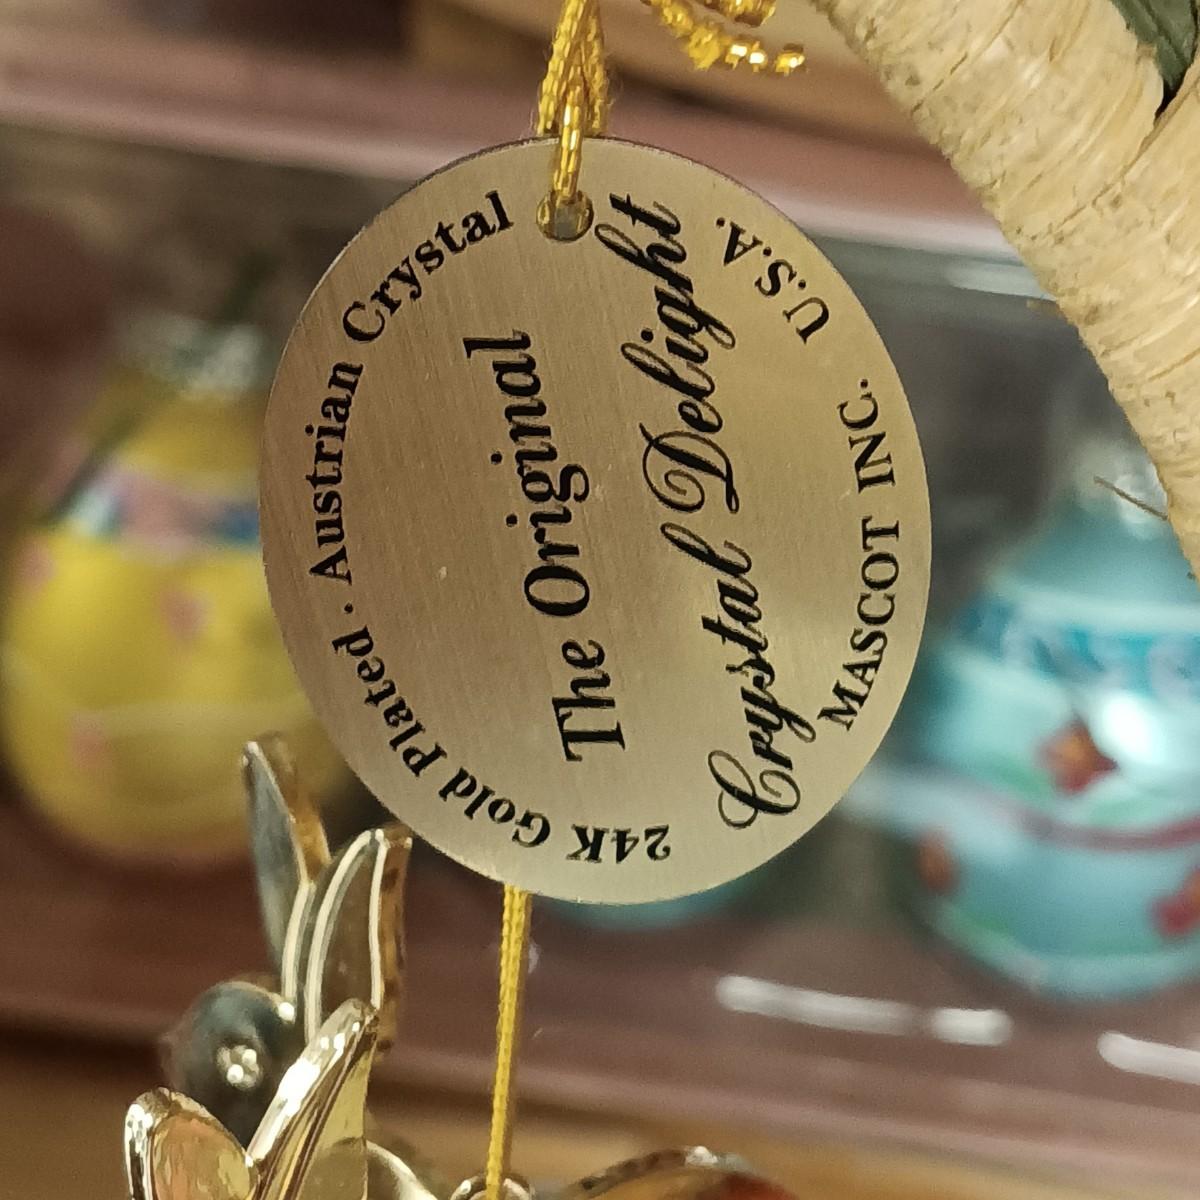 24K Gold Plated · Austrian Crystal
The Original
Crystal Delight
MASCOT INC. U.S.A.